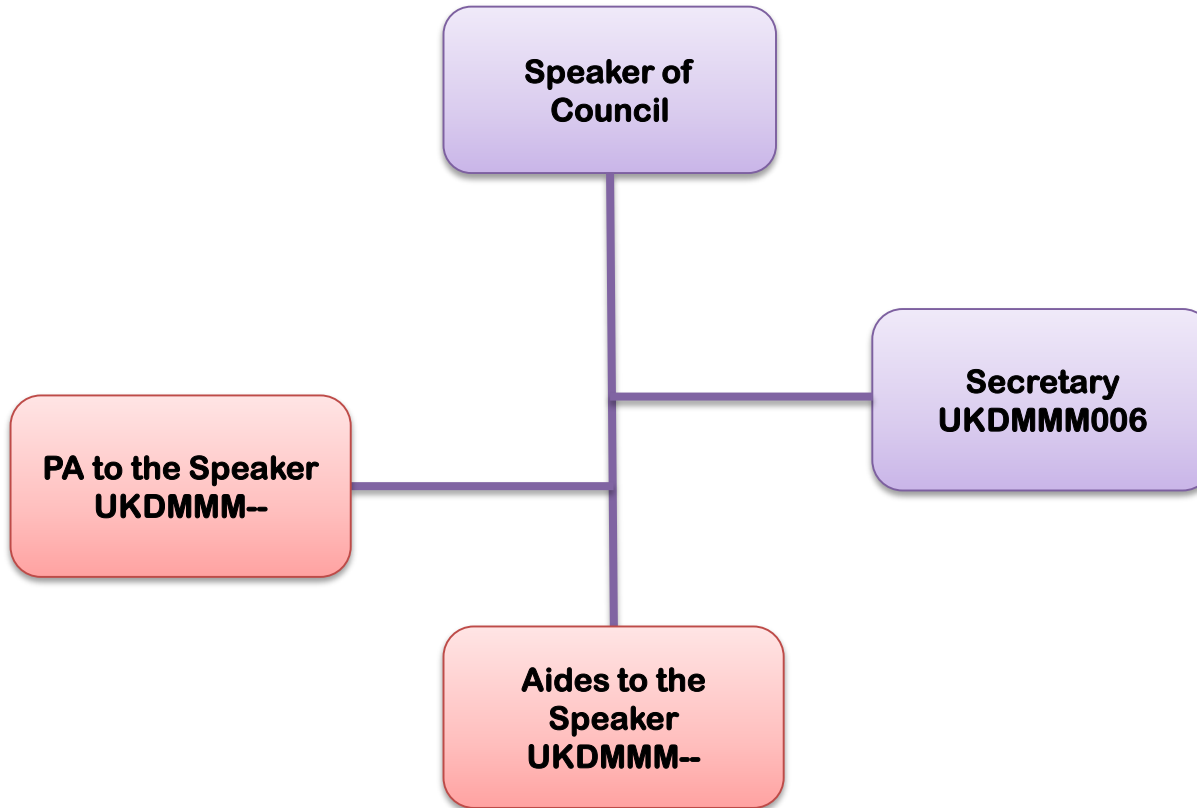 Speaker of
Council
Secretary
UKDMMM006
PA to the Speaker
UKDMMM--
Aides to the
Speaker
UKDMMM--